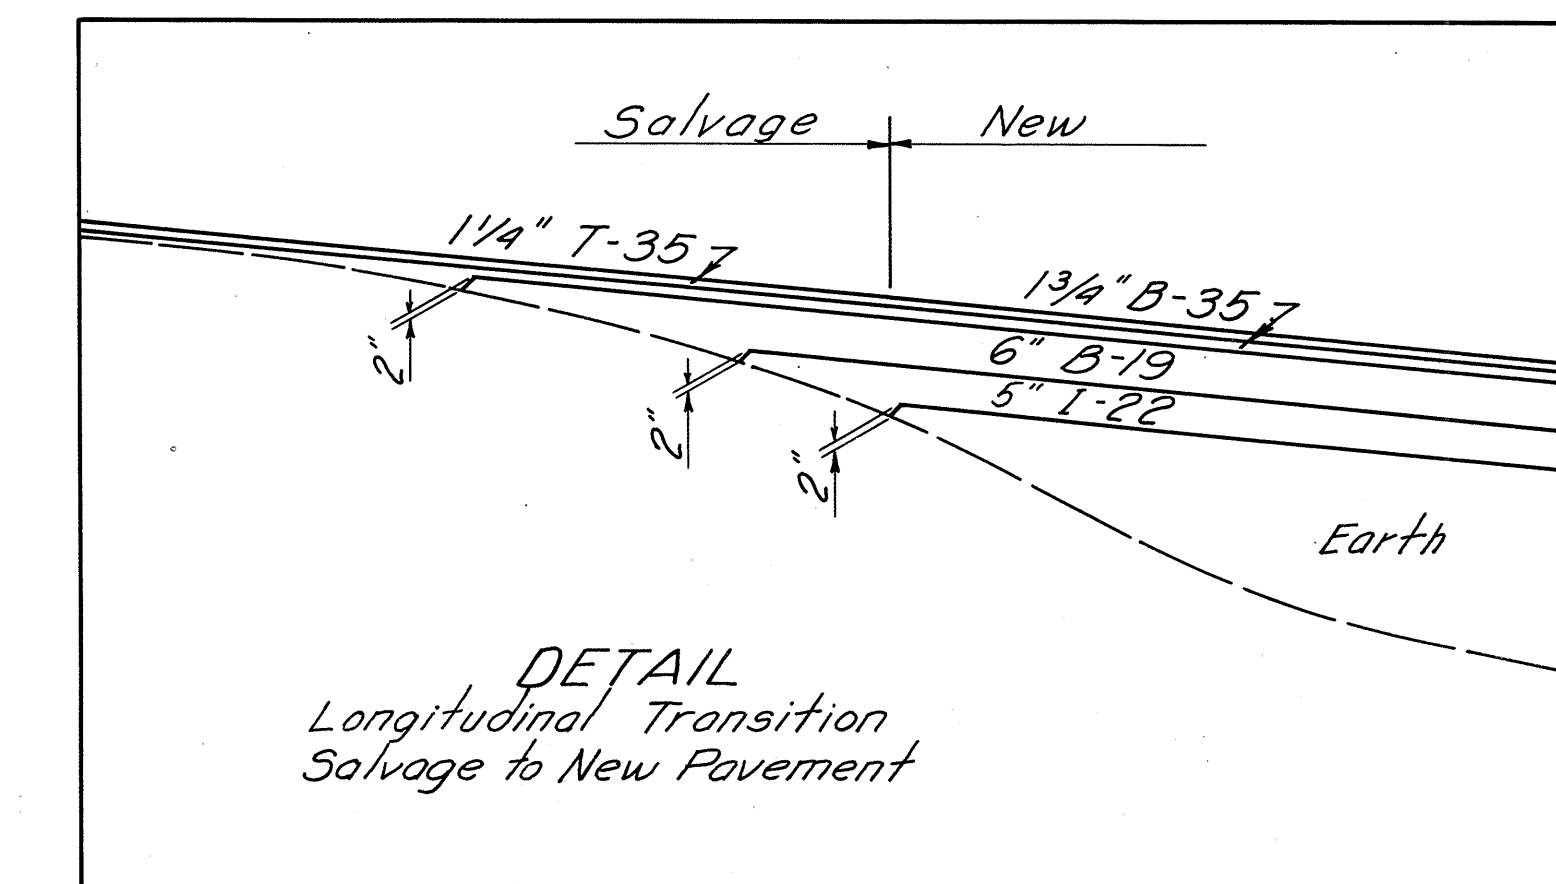 Salvage
New
1 1/4" T-35
1 3/4" B-35
6" B-19
5" I-22
2"
2"
2"
Earth
DETAIL
Longitudinal Transition
Salvage to New Pavement